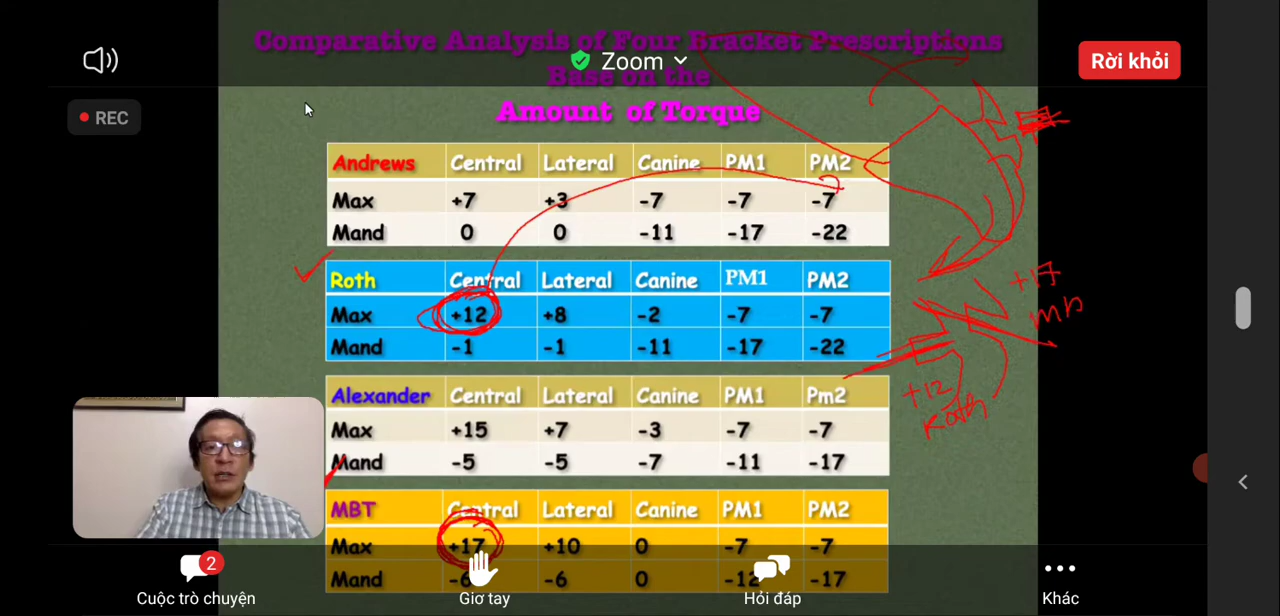 Comparative Analysis of Four Bracket Prescriptions
Base on the
Zoom
Rời khỏi
REC
Amount of Torque
Andrews Central Lateral Canine PM1 PM2
Max +7 +3 -7 -7 -7
Mand 0 0 -11 -17 -22
Roth Central Lateral Canine PM1 PM2
Max +12 +8 -2 -7 -7
Mand -1 -1 -11 -17 -22
+17
+12
Roth
Alexander Central Lateral Canine PM1 Pm2
Max +15 +7 -3 -7 -7
Mand -5 -5 -7 -11 -17
MBT Central Lateral Canine PM1 PM2
Max +17 +10 0 -7 -7
Mand -6 -6 0 -12 -17
2
Cuộc trò chuyện
Giơ tay
Hỏi đáp
Khác